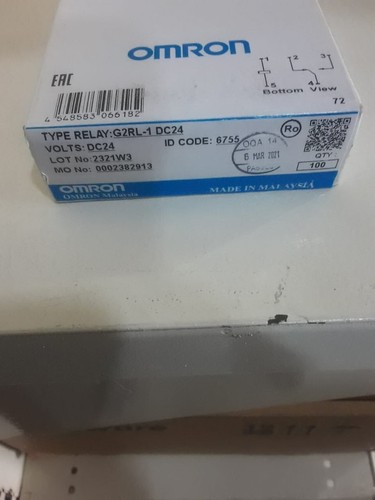 OMRON
1 2 3
5 4
Bottom View
EAC
4 548583 066182
72
TYPE RELAY:G2RL-1 DC24
VOLTS: DC24
ID CODE: 6755
LOT No:2321W3
MO No: 0002382913
OQA 14
6 MAR 2021
Ro
QTY
100
OMRON
OMRON Malaysia
MADE IN MALAYSIA